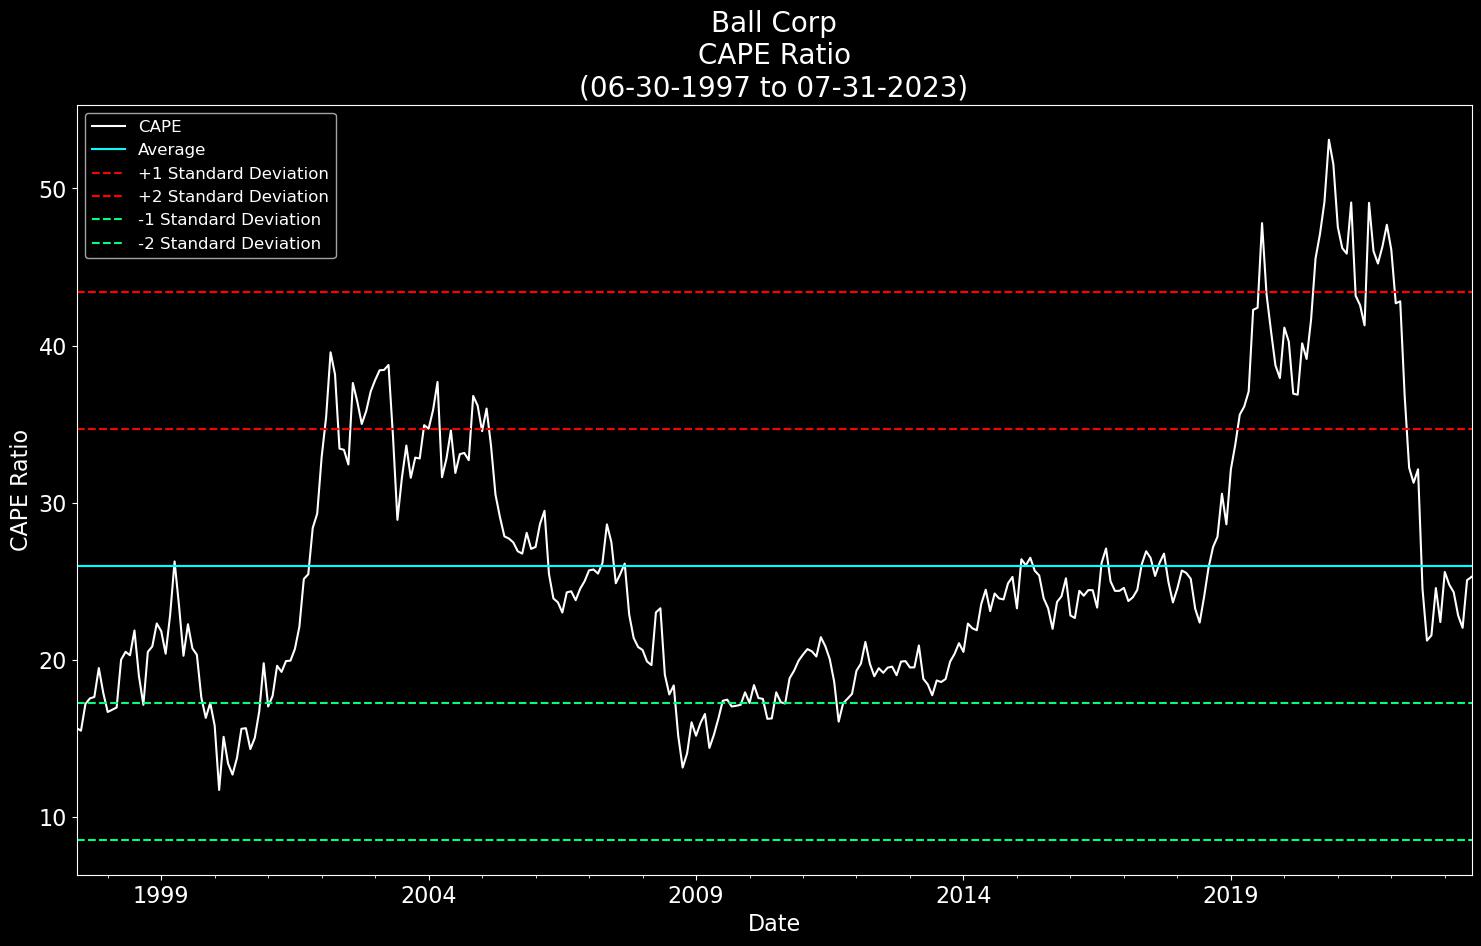 Ball Corp
CAPE Ratio
(06-30-1997 to 07-31-2023)
CAPE
Average
+1 Standard Deviation
+2 Standard Deviation
-1 Standard Deviation
-2 Standard Deviation
CAPE Ratio
50
40
30
20
10
1999
2004
2009
2014
2019
Date